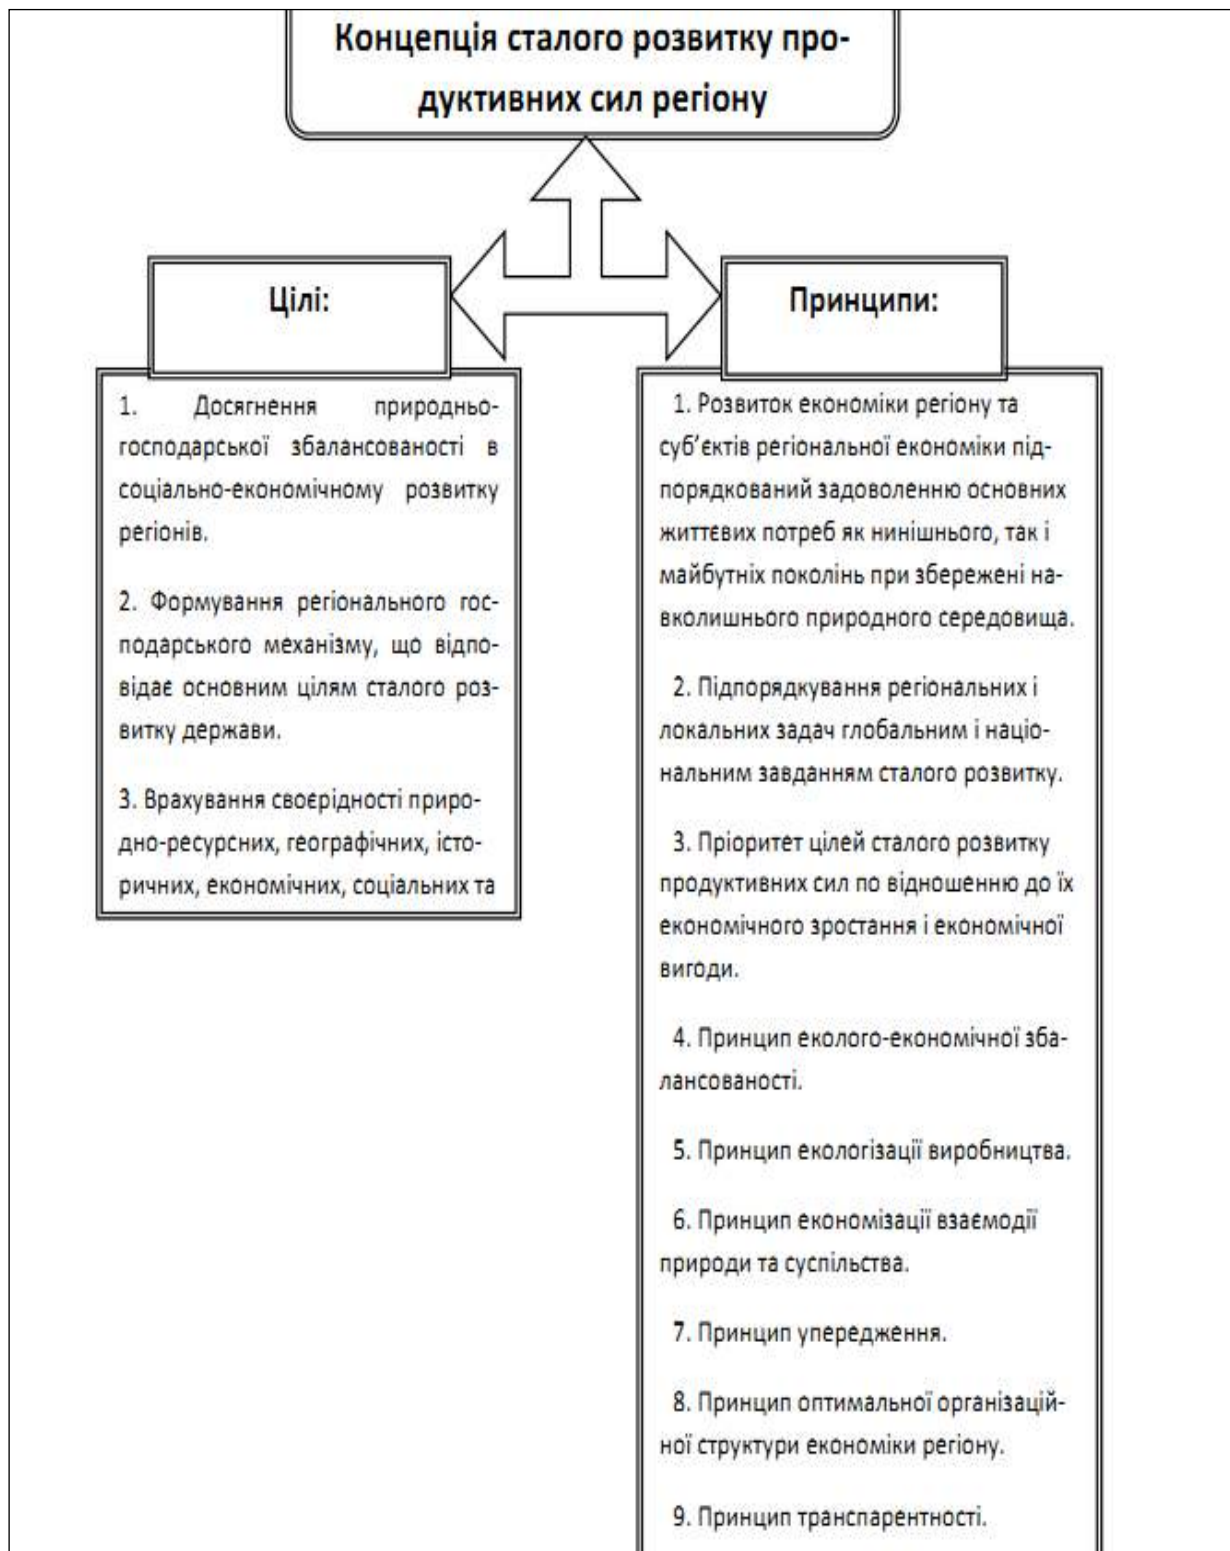 Концепція сталого розвитку про-
дуктивних сил регіону
Цілі:
1. Досягнення природньо-
господарської збалансованості в
соціально-економічному розвитку
регіонів.
2. Формування регіонального гос-
подарського механізму, що відпо-
відає основним цілям сталого роз-
витку держави.
3. Врахування своєрідності приро-
дно-ресурсних, географічних, істо-
ричних, економічних, соціальних та
Принципи:
1. Розвиток економіки регіону та
суб’єктів регіональної економіки під-
порядкований задоволенню основних
життєвих потреб як нинішнього, так і
майбутніх поколінь при збережені на-
вколишнього природного середовища.
2. Підпорядкування регіональних і
локальних задач глобальним і націо-
нальним завданням сталого розвитку.
3. Пріоритет цілей сталого розвитку
продуктивних сил по відношенню до їх
економічного зростання і економічної
вигоди.
4. Принцип еколого-економічної зба-
лансованості.
5. Принцип екологізації виробництва.
6. Принцип економізації взаємодії
природи та суспільства.
7. Принцип упередження.
8. Принцип оптимальної організацій-
ної структури економіки регіону.
9. Принцип транспарентності.